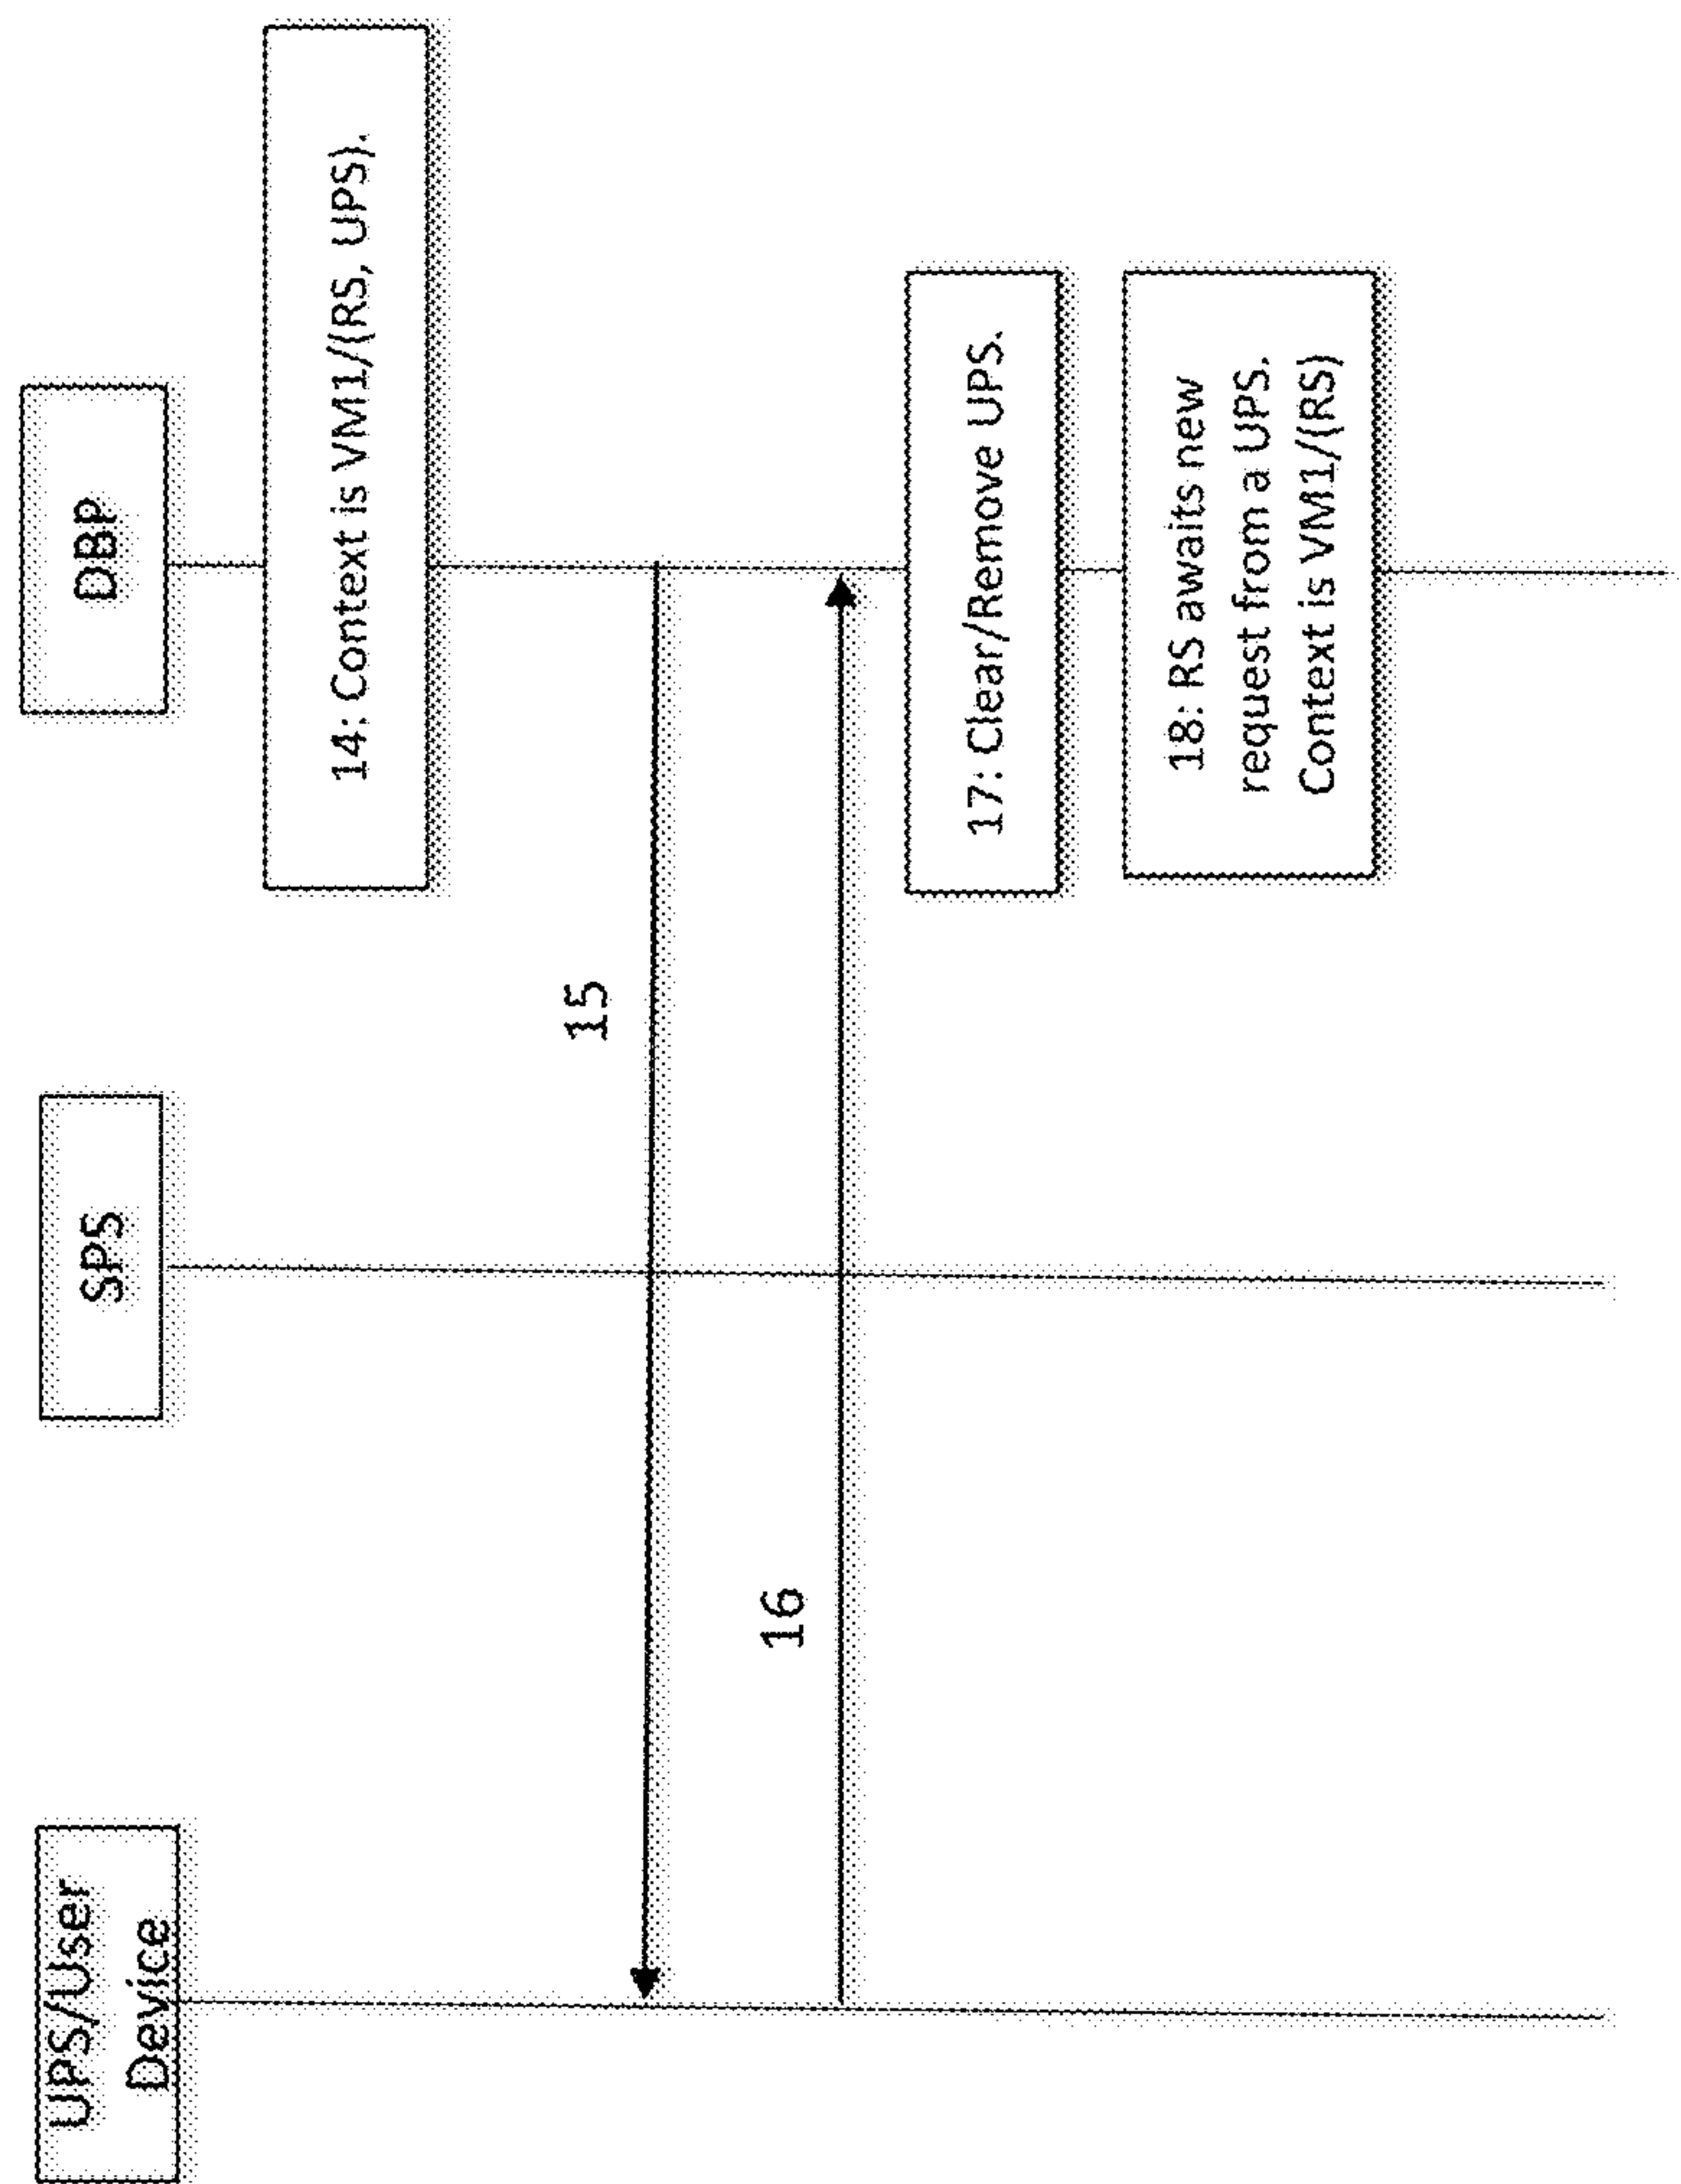 UPS/User
Device
SPS
DBP
14: Context is VM1/{RS, UPS}.
15
16
17: Clear/Remove UPS.
18: RS awaits new
request from a UPS.
Context is VM1/{RS}